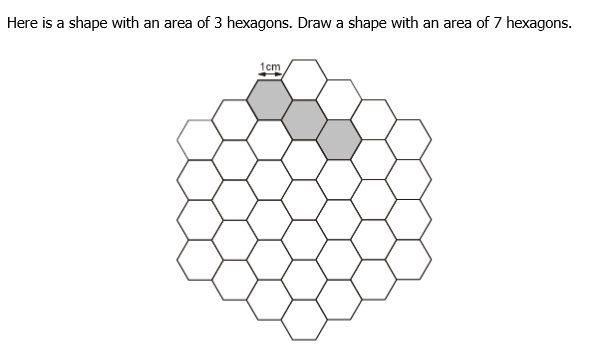 Here is a shape with an area of 3 hexagons. Draw a shape with an area of 7 hexagons.
1cm